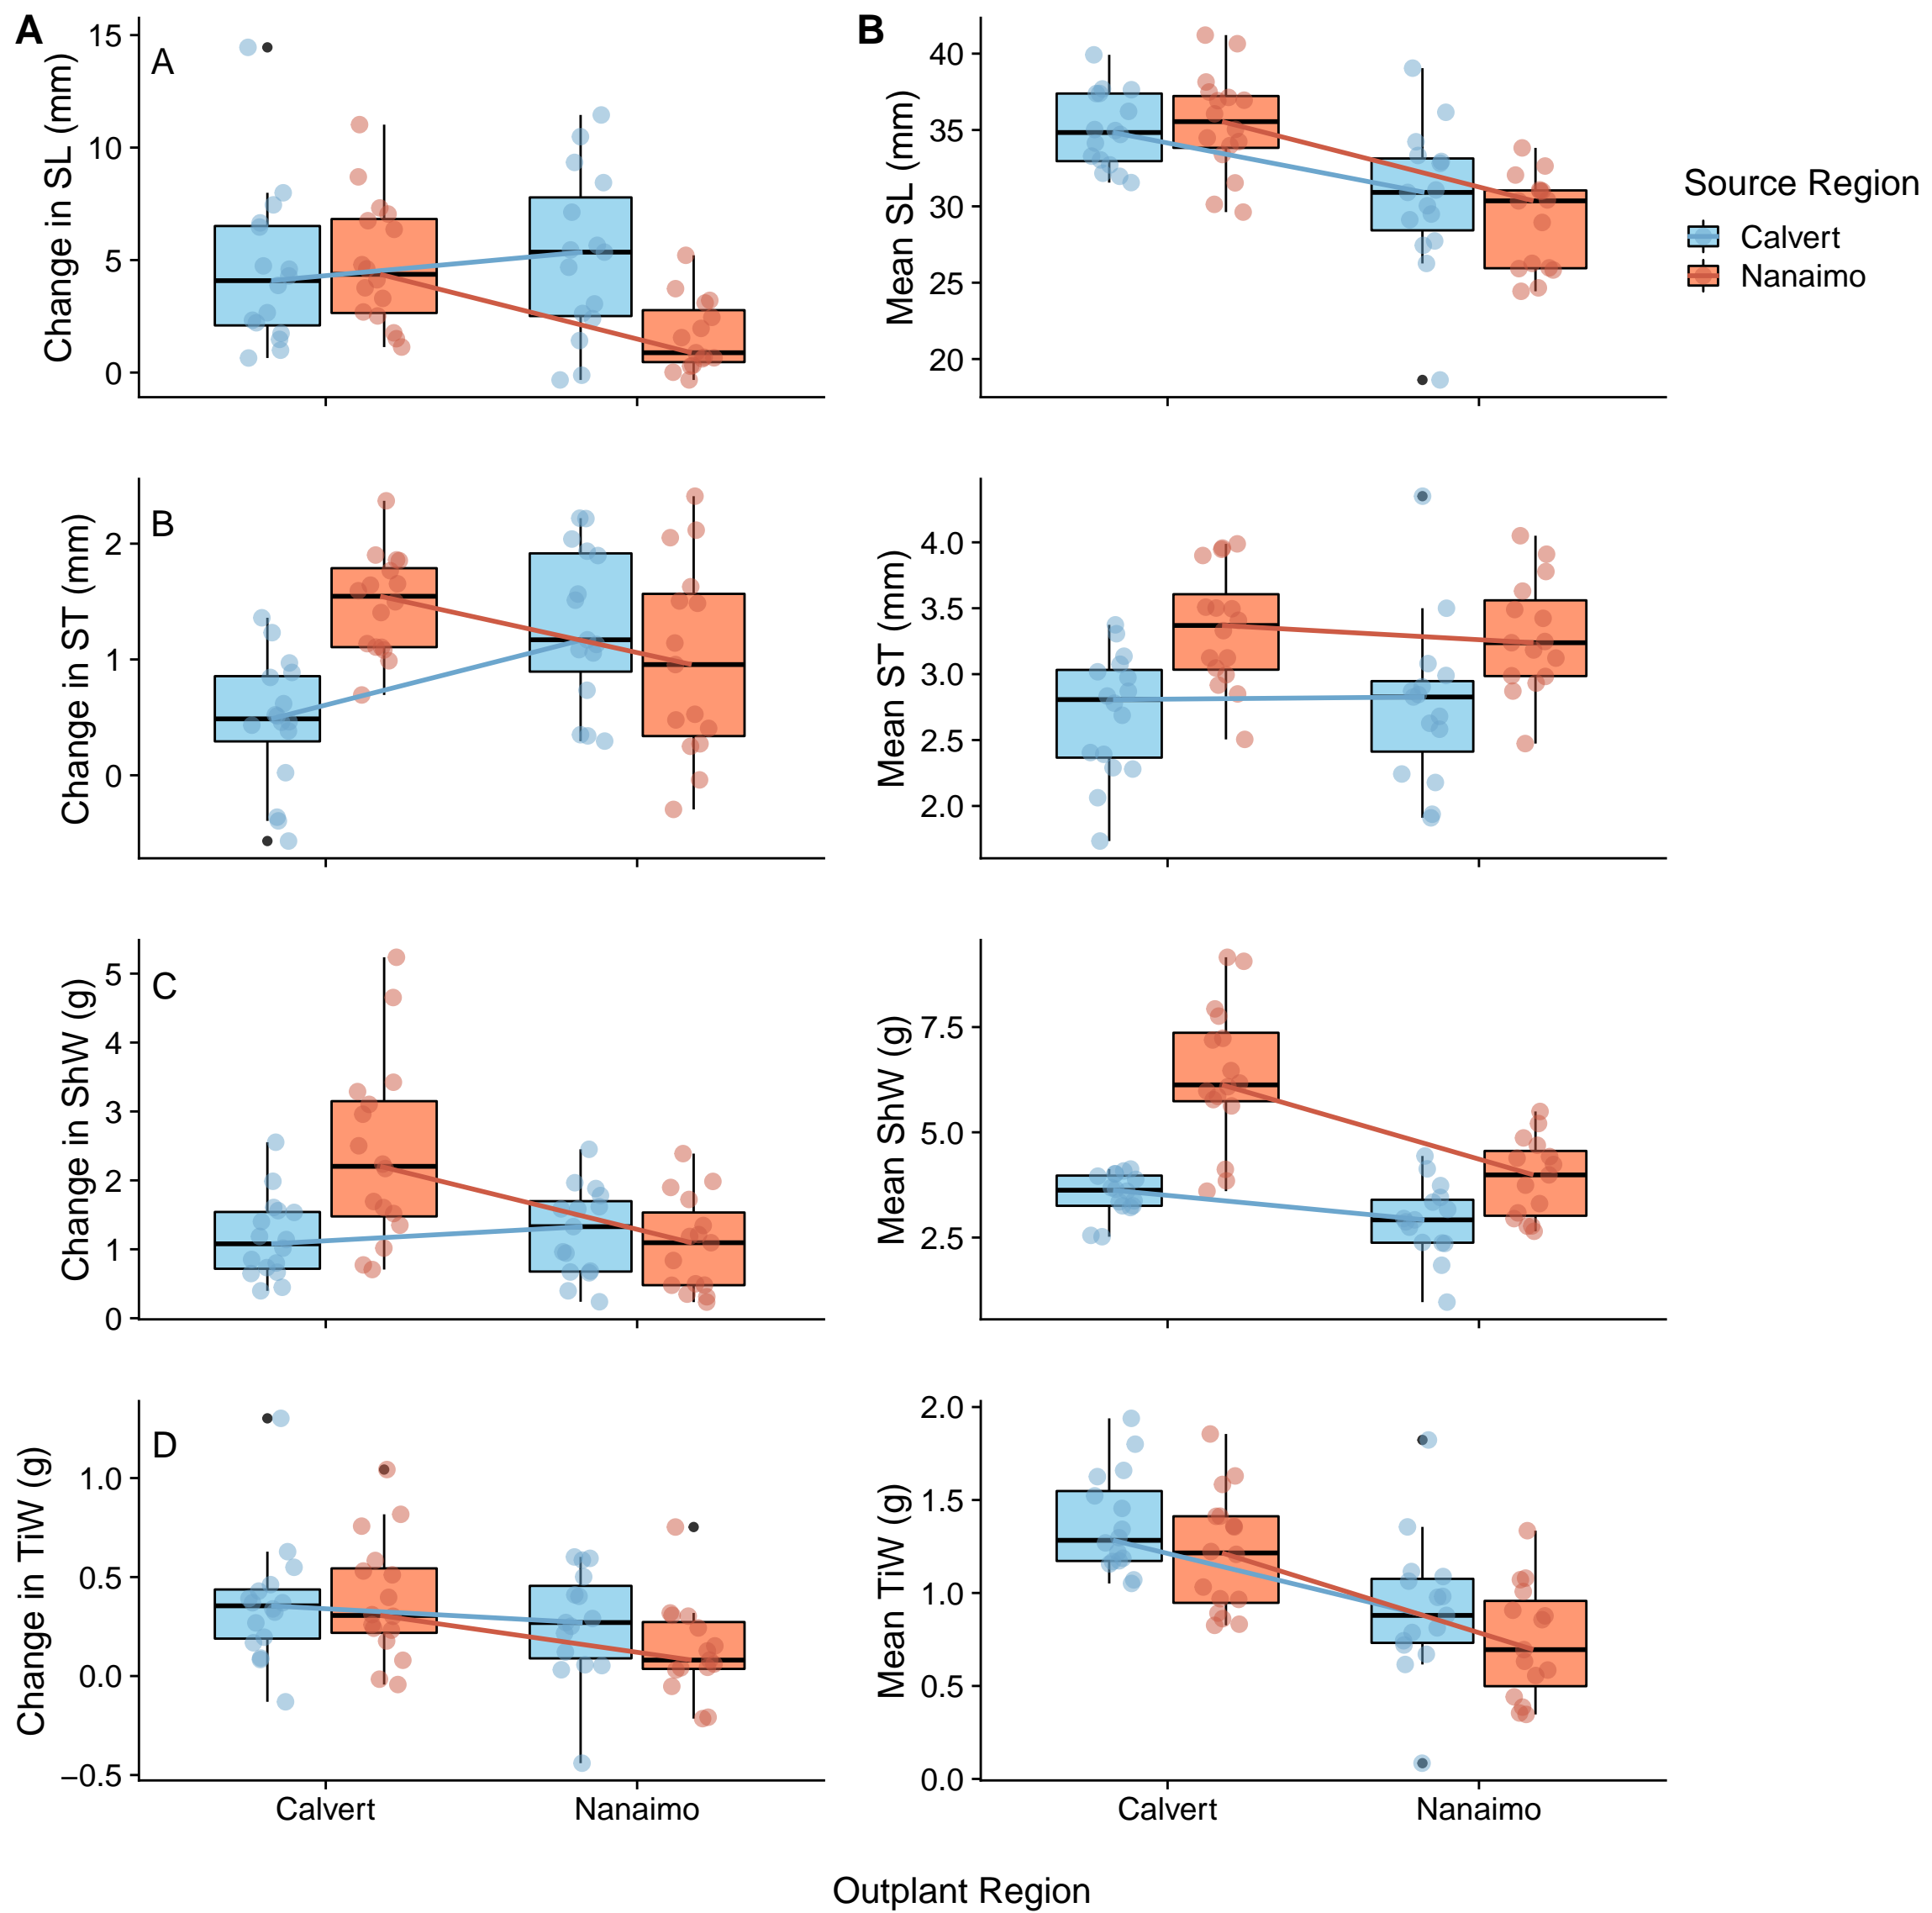 A
B
A
Change in SL (mm)
15
10
5
0
Mean SL (mm)
40
35
30
25
20
Source Region
Calvert
Nanaimo
B
Change in ST (mm)
2
1
0
Mean ST (mm)
4.0
3.5
3.0
2.5
2.0
C
Change in ShW (g)
5
4
3
2
1
0
Mean ShW (g)
7.5
5.0
2.5
D
Change in TiW (g)
1.0
0.5
0.0
−0.5
Calvert
Nanaimo
Mean TiW (g)
2.0
1.5
1.0
0.5
0.0
Calvert
Nanaimo
Outplant Region